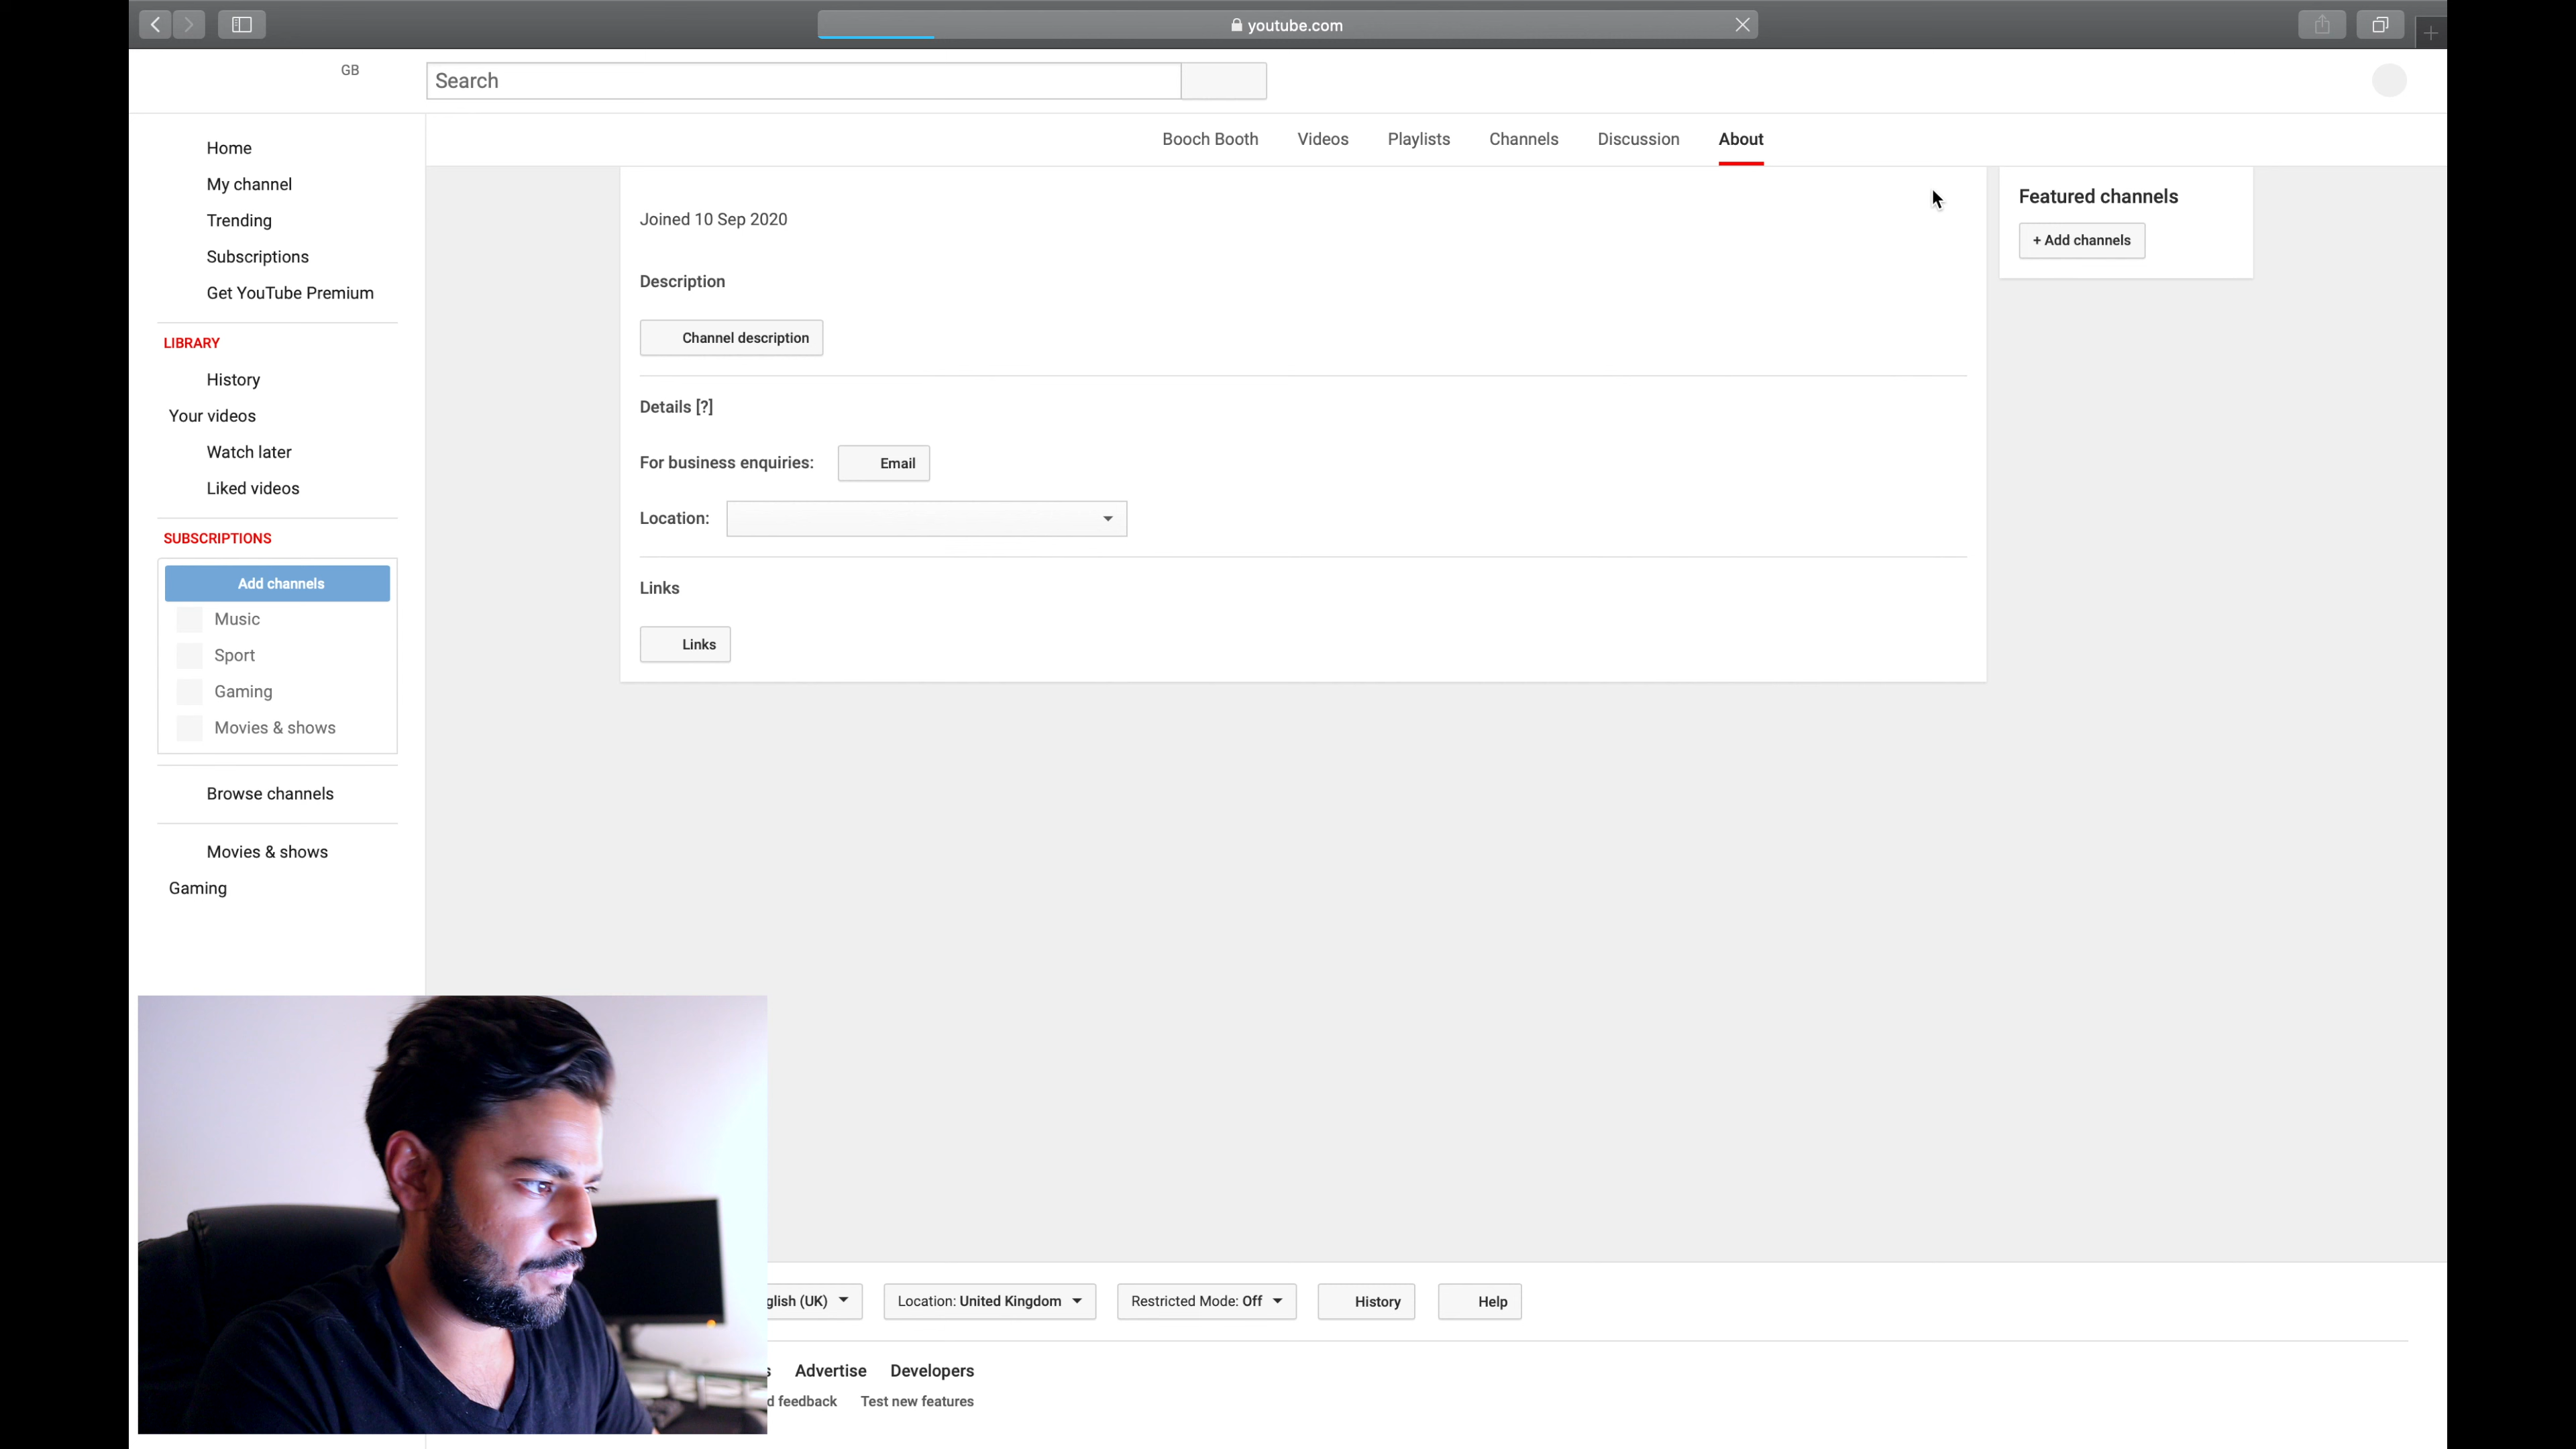 youtube.com
GB
Search
Booch Booth Videos Playlists Channels Discussion About
Home
My channel
Trending
Subscriptions
Get YouTube Premium
LIBRARY
History
Your videos
Watch later
Liked videos
SUBSCRIPTIONS
Add channels
Music
Sport
Gaming
Movies & shows
Browse channels
Movies & shows
Gaming
Joined 10 Sep 2020
Description
Channel description
Details [?]
For business enquiries: Email
Location:
Links
Links
Featured channels
+ Add channels
glish (UK) Location: United Kingdom Restricted Mode: Off History Help
s Advertise Developers
d feedback Test new features